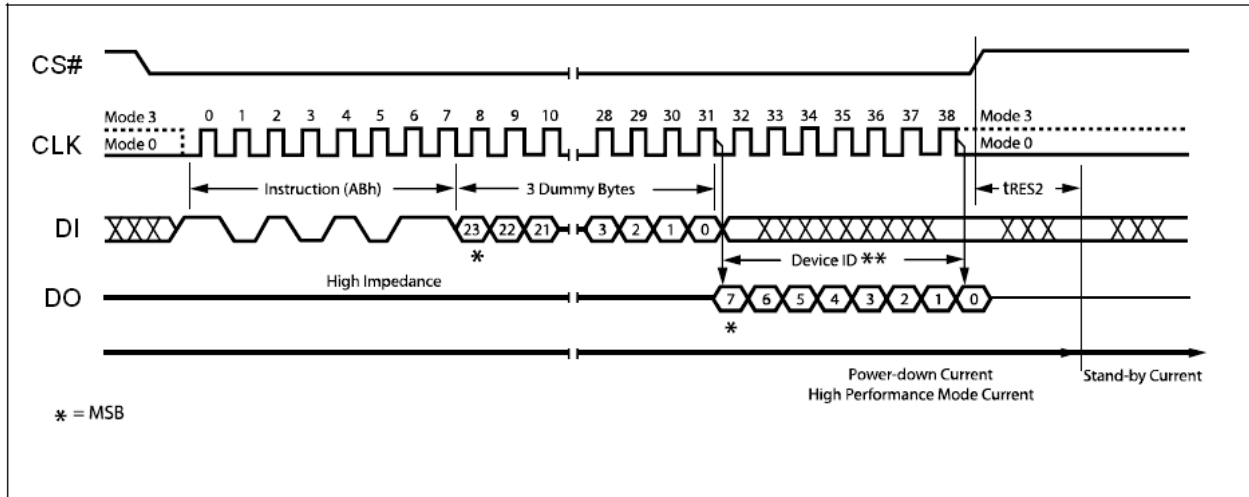 CS#
Mode 3 0 1 2 3 4 5 6 7 8 9 10 28 29 30 31 32 33 34 35 36 37 38 Mode 3
CLK Mode 0 Mode 0
Instruction (ABh) 3 Dummy Bytes tRES2
DI 23 22 21 3 2 1 0
* Device ID **
High Impedance
DO 7 6 5 4 3 2 1 0
*
Power-down Current Stand-by Current
High Performance Mode Current
* = MSB